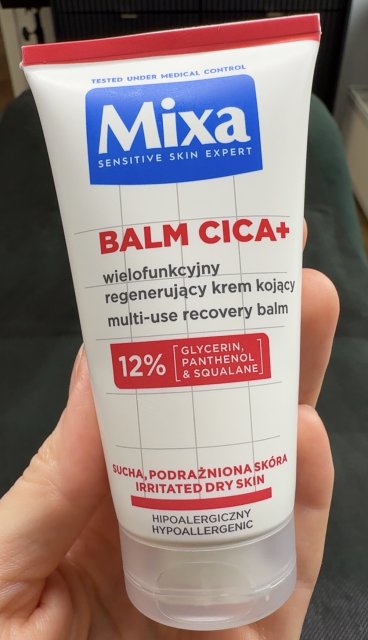 TESTED UNDER MEDICAL CONTROL
Mixa
SENSITIVE SKIN EXPERT
BALM CICA+
wielofunkcyjny
regenerujący krem kojący
multi-use recovery balm
12%
GLYCERIN,
PANTHENOL
& SQUALANE
SUCHA, PODRAŻNIONA SKÓRA
IRRITATED DRY SKIN
HIPOALERGICZNY
HYPOALLERGENIC